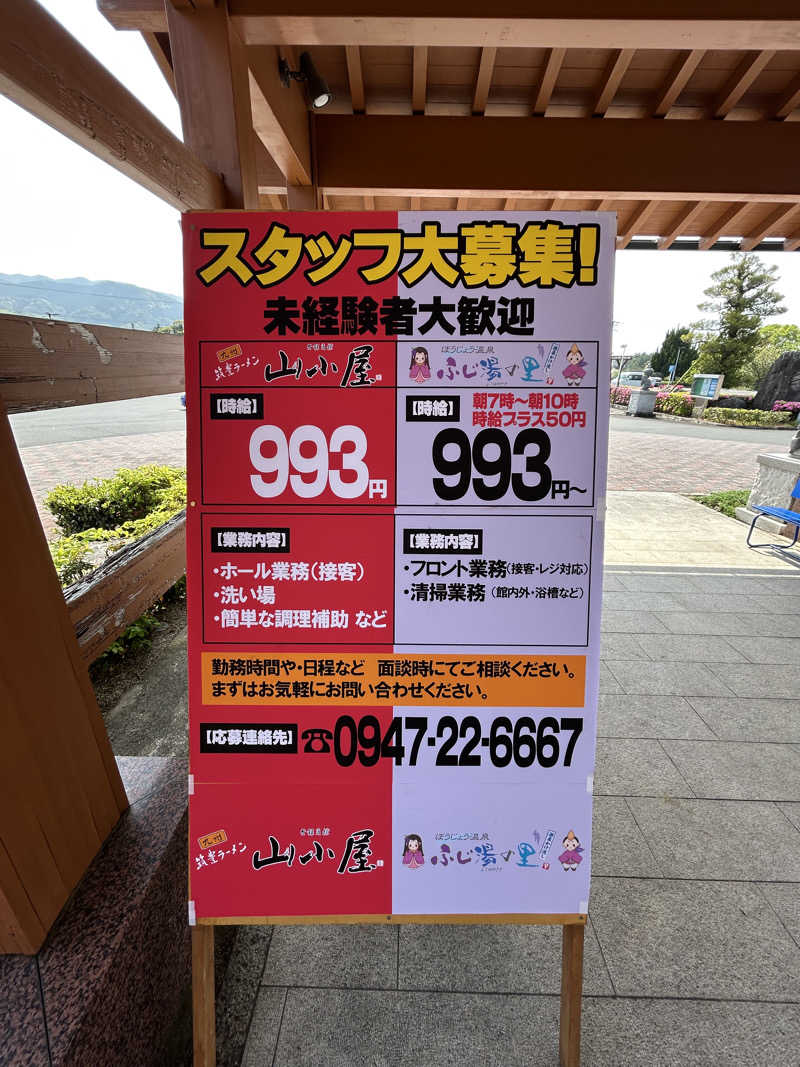 スタッフ大募集!
未経験者大歓迎
九州
筑豊ラーメン
山小屋
ほうじょう温泉
ふじ湯の里
【時給】
993円
【時給】
朝7時~朝10時
時給プラス50円
993円~
【業務内容】
・ホール業務(接客)
・洗い場
・簡単な調理補助 など
【業務内容】
・フロント業務(接客・レジ対応)
・清掃業務(館内外・浴槽など)
勤務時間や・日程など 面談時にてご相談ください。
まずはお気軽にお問い合わせください。
【応募連絡先】☎0947-22-6667
九州
筑豊ラーメン
山小屋
ほうじょう温泉
ふじ湯の里